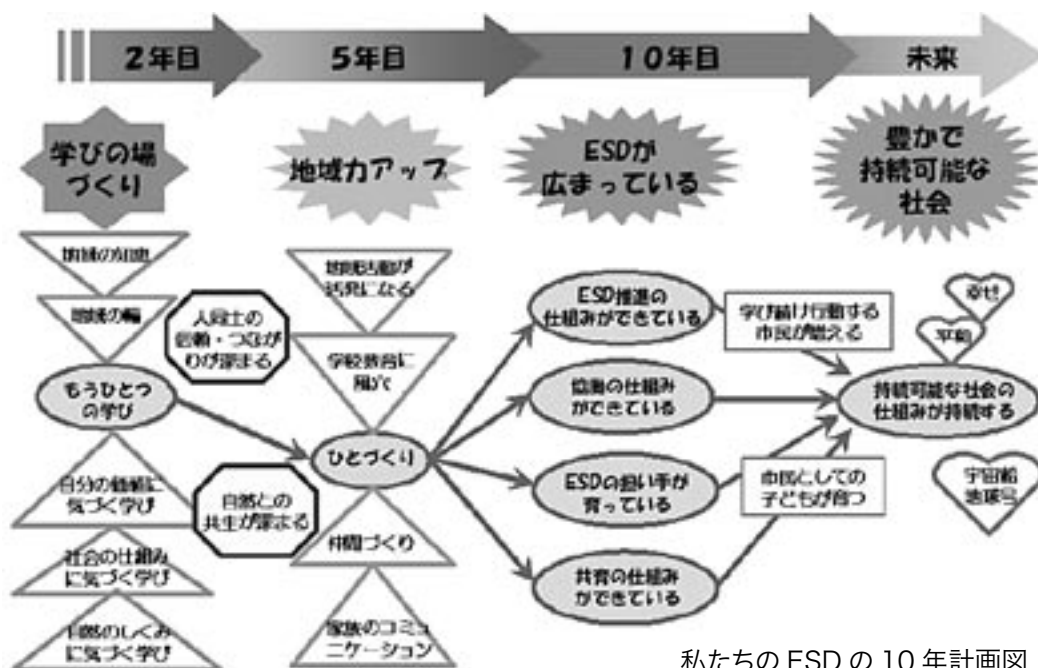 2年目
5年目
10年目
未来
学びの場
づくり
地域力アップ
ESDが
広まっている
豊かで
持続可能な
社会
地域の知恵
地域の輪
人同士の
信頼・つなが
りが深まる
もうひとつ
の学び
自分の価値に
気づく学び
自然との
共生が深まる
社会の仕組み
に気づく学び
自然のしくみ
に気づく学び
地域活動が
活発になる
学校教育に
ひとづくり
仲間づくり
家族のコミュ
ニケーション
ESD推進の
仕組みができている
協働の仕組み
ができている
ESDの担い手が
育っている
共育の仕組み
ができている
学び続け行動する
市民が増える
市民としての
子どもが育つ
幸せ
平和
持続可能な社会の
仕組みが持続する
宇宙船
地球号
私たちの ESD の 10 年計画図